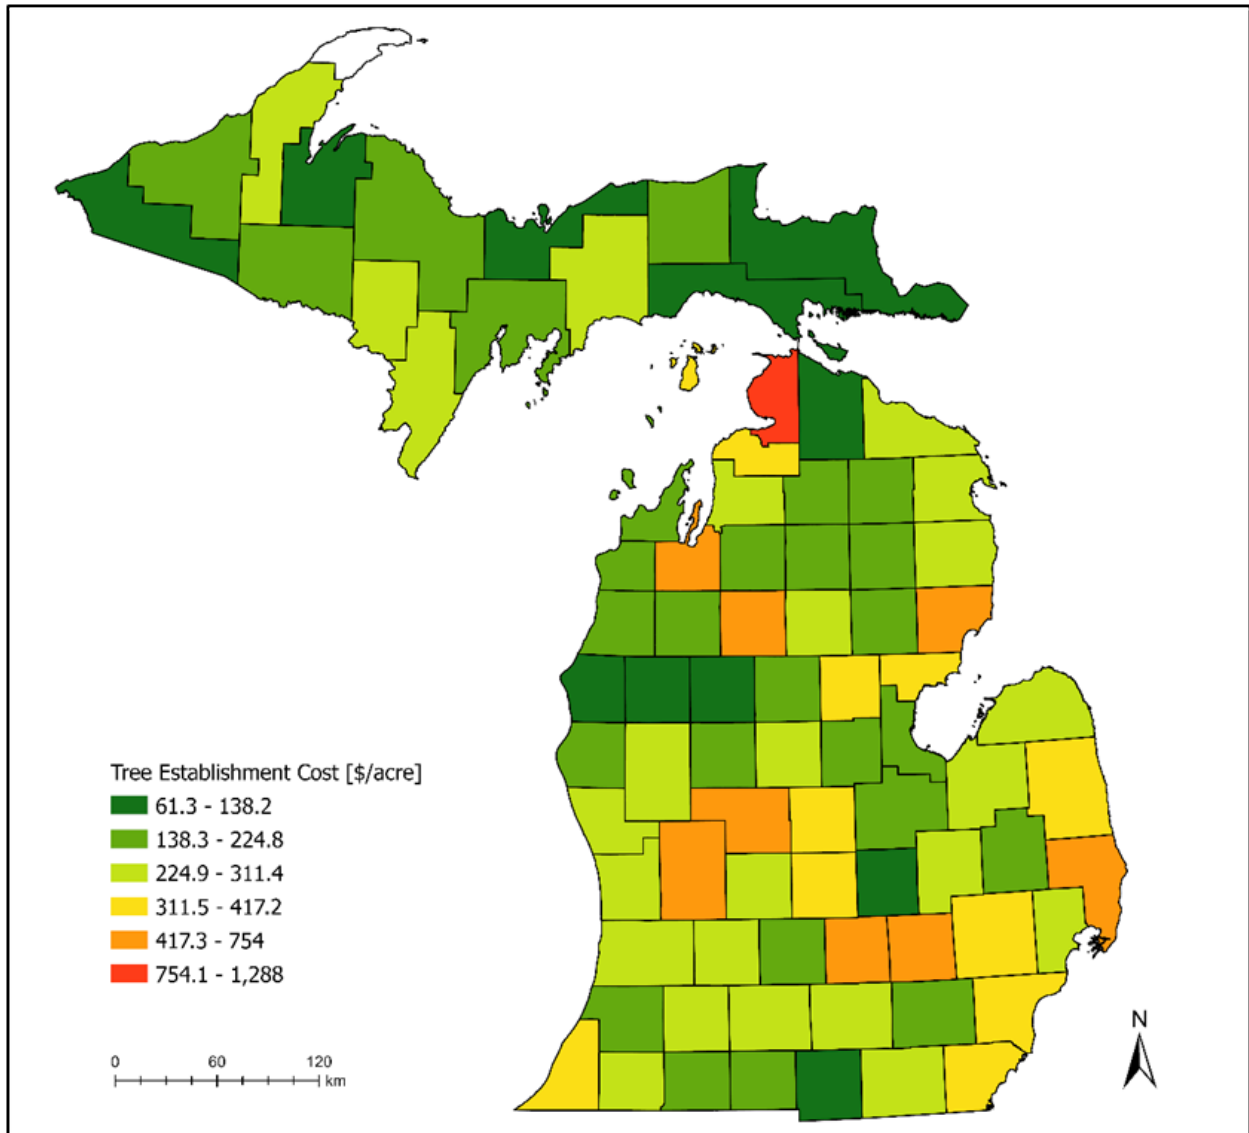 Tree Establishment Cost [$/acre]
61.3 - 138.2
138.3 - 224.8
224.9 - 311.4
311.5 - 417.2
417.3 - 754
754.1 - 1,288
0 60 120
km
N